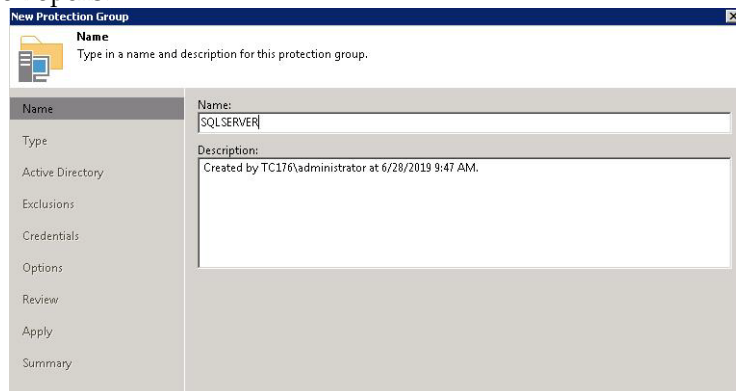 New Protection Group
Name
Type in a name and description for this protection group.
Name
Type
Active Directory
Exclusions
Credentials
Options
Review
Apply
Summary
Name:
SQLSERVER
Description:
Created by TC176\administrator at 6/28/2019 9:47 AM.